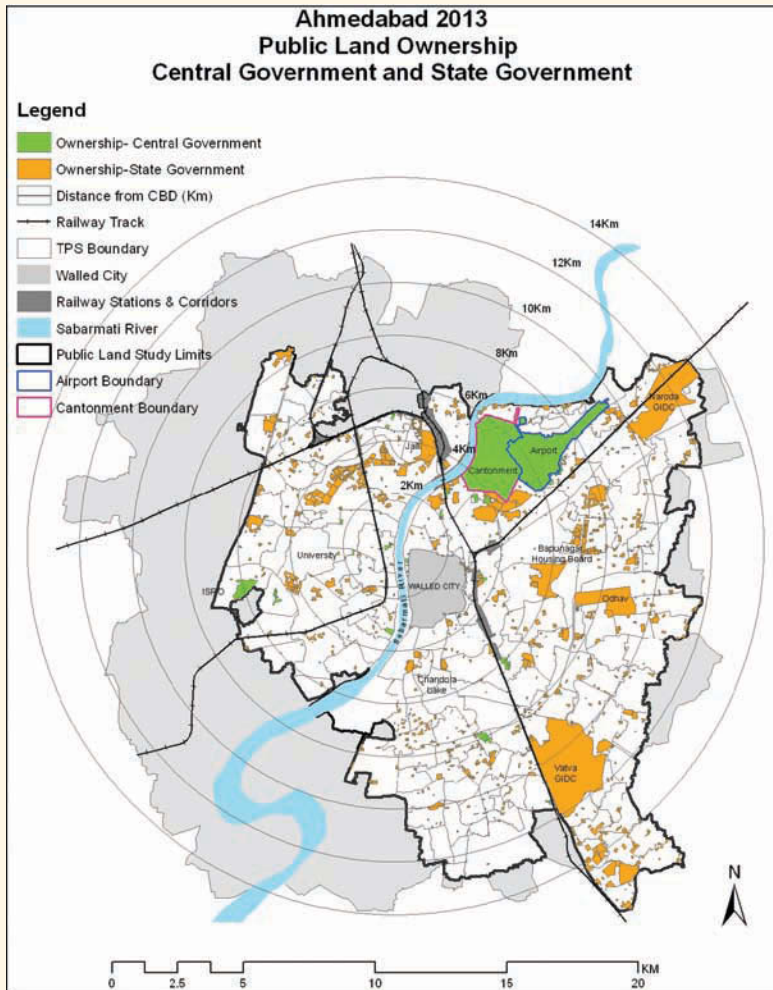 Ahmedabad 2013
Public Land Ownership
Central Government and State Government
Legend
Ownership- Central Government
Ownership-State Government
Distance from CBD (Km)
Railway Track
TPS Boundary
Walled City
Railway Stations & Corridors
Sabarmati River
Public Land Study Limits
Airport Boundary
Cantonment Boundary
14Km
12Km
10Km
8Km
6Km
4Km
2Km
Naroda
GIDC
Jail
Airport
Cantonment
University
Bapunagar
Housing Board
ISRO
WALLED CITY
Odhav
Sabarmati River
Chandola
Lake
Vatva
GIDC
N
KM
0
2.5
5
10
15
20